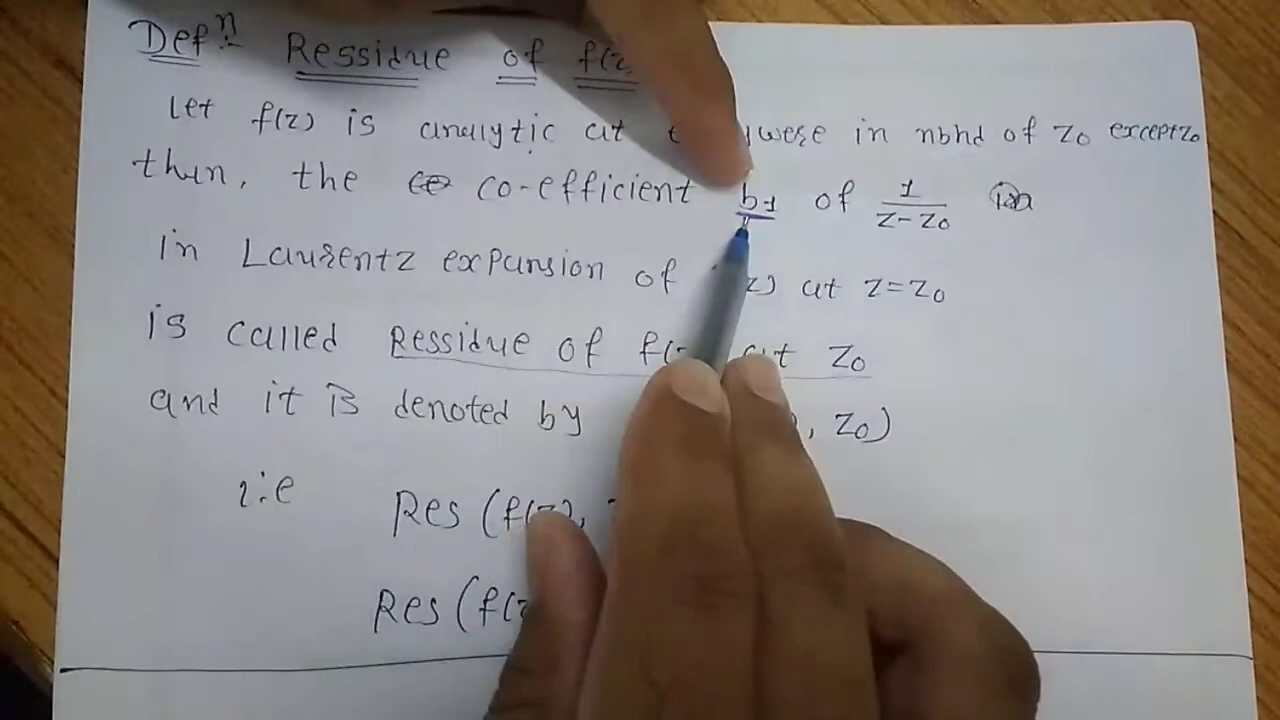 Defⁿ:- Ressidue of f(z
Let f(z) is analytic at ywere in nbhd of z₀ except z₀
then, the co-efficient b₁ of 1/(z-z₀)
in Laurentz expansion of z) at z=z₀
is called Ressidue of f( at z₀
and it is denoted by , z₀)
i.e Res (f(z),
Res (f(z